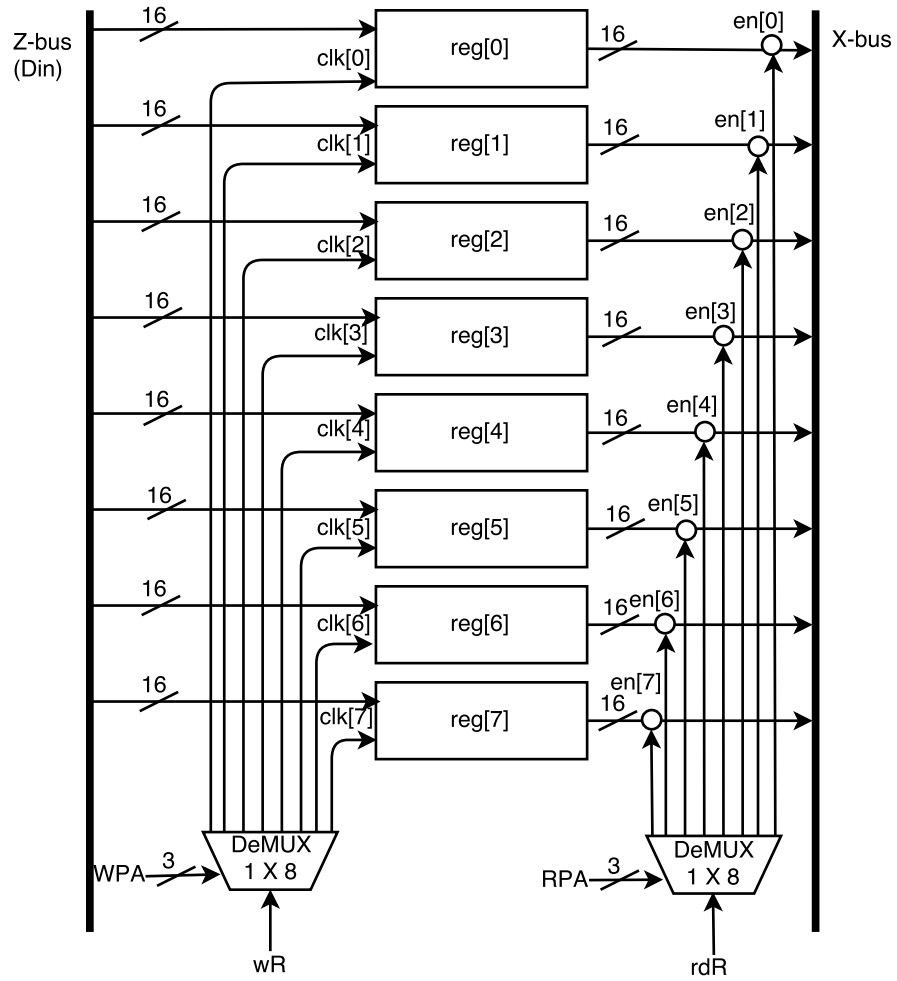 Z-bus
(Din)
X-bus
16
clk[0]
reg[0]
16
en[0]
16
clk[1]
reg[1]
16
en[1]
16
clk[2]
reg[2]
16
en[2]
16
clk[3]
reg[3]
16
en[3]
16
clk[4]
reg[4]
16
en[4]
16
clk[5]
reg[5]
16
en[5]
16
clk[6]
reg[6]
16
en[6]
16
clk[7]
reg[7]
16
en[7]
WPA
3
DeMUX
1 X 8
wR
RPA
3
DeMUX
1 X 8
rdR